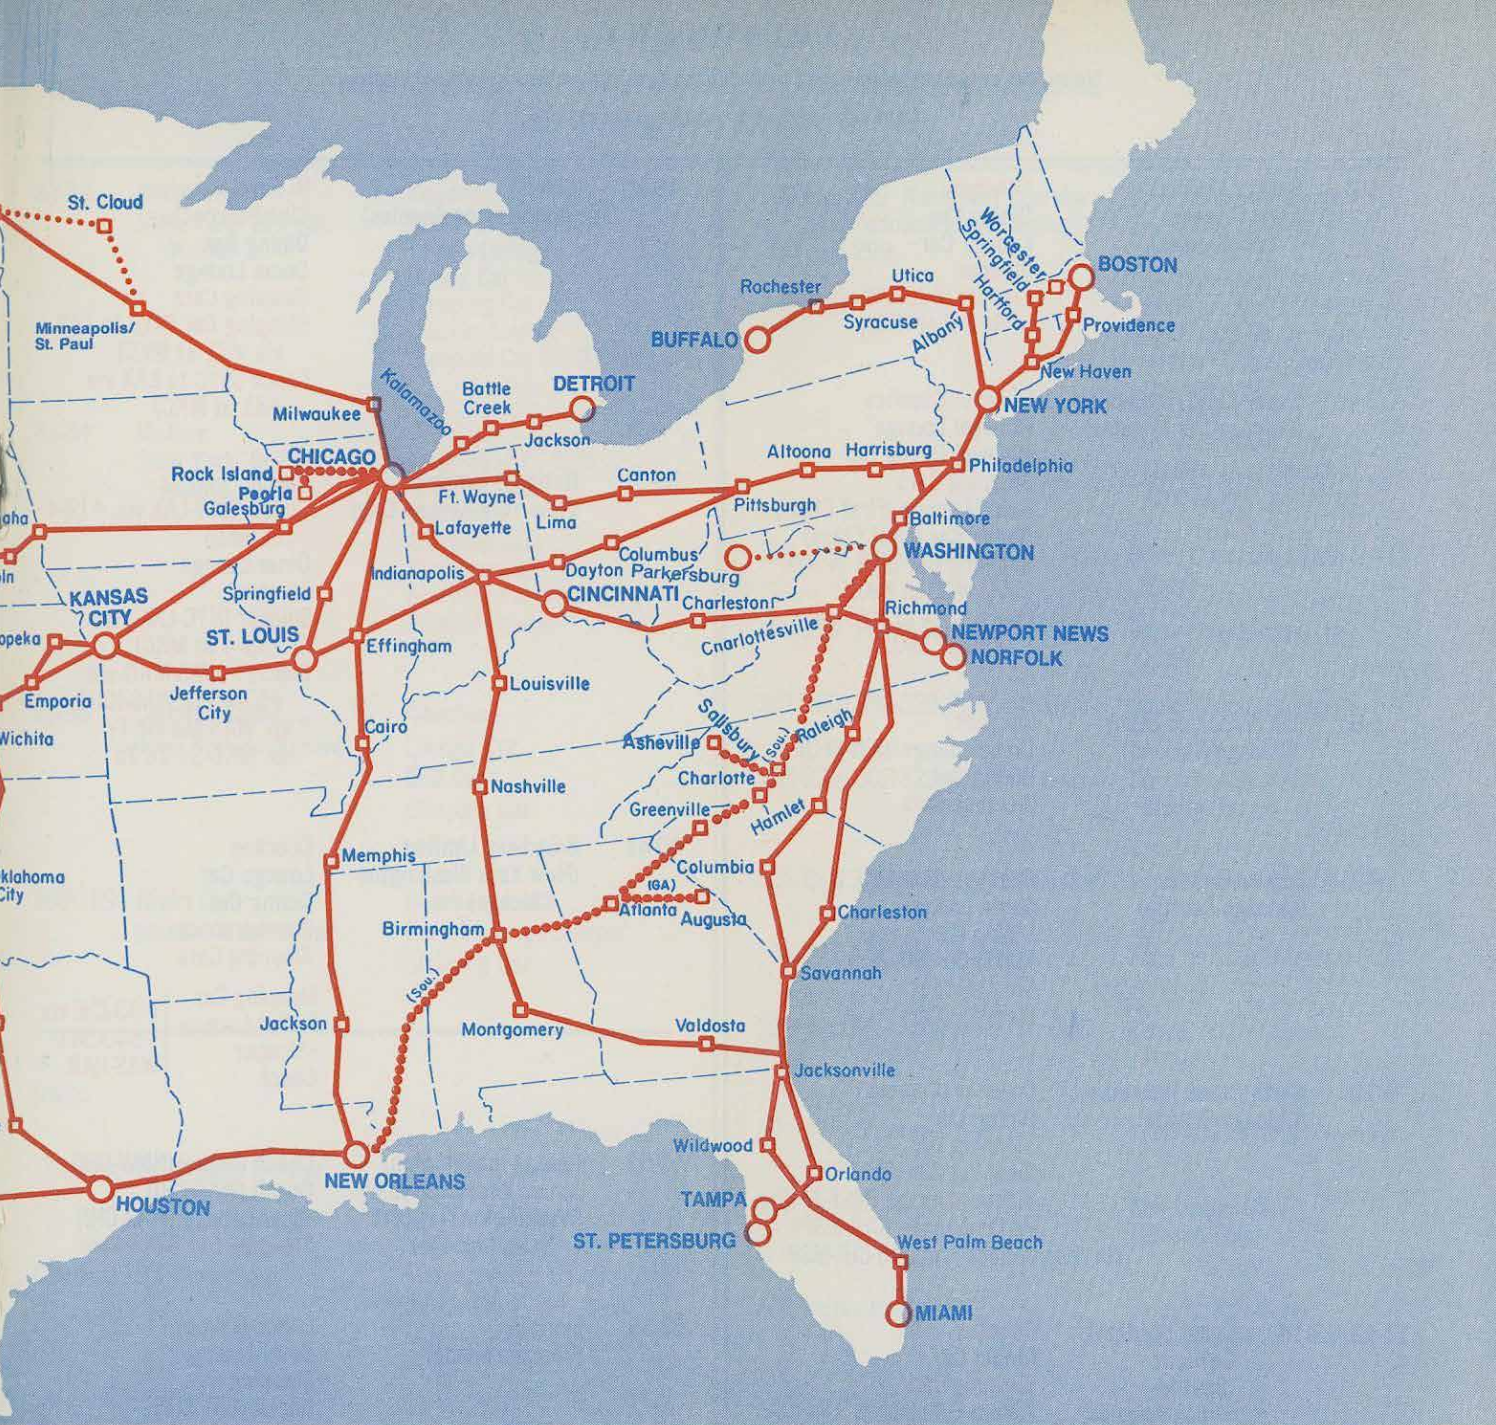 St. Cloud
Minneapolis/
St. Paul
Worcester
Springfield
Hartford
BOSTON
Rochester
Utica
Syracuse
Albany
Providence
BUFFALO
New Haven
NEW YORK
Milwaukee
Kalamazoo
Battle
Creek
DETROIT
Jackson
CHICAGO
Rock Island
Peoria
Galesburg
Ft. Wayne
Canton
Altoona
Harrisburg
Philadelphia
Lima
Pittsburgh
aha
Lafayette
Baltimore
Columbus
WASHINGTON
ln
Indianapolis
Dayton
Parkersburg
KANSAS
CITY
Springfield
CINCINNATI
Charleston
Richmond
opeka
ST. LOUIS
Effingham
Charlottesville
NEWPORT NEWS
NORFOLK
Emporia
Jefferson
City
Louisville
Wichita
Cairo
Asheville
Salisbury
(Sou.)
Raleigh
Nashville
Charlotte
Greenville
Hamlet
Memphis
Columbia
klahoma
City
(GA)
Atlanta
Augusta
Charleston
Birmingham
Savannah
(Sou.)
Jackson
Montgomery
Valdosta
Jacksonville
Wildwood
Orlando
NEW ORLEANS
HOUSTON
TAMPA
ST. PETERSBURG
West Palm Beach
MIAMI